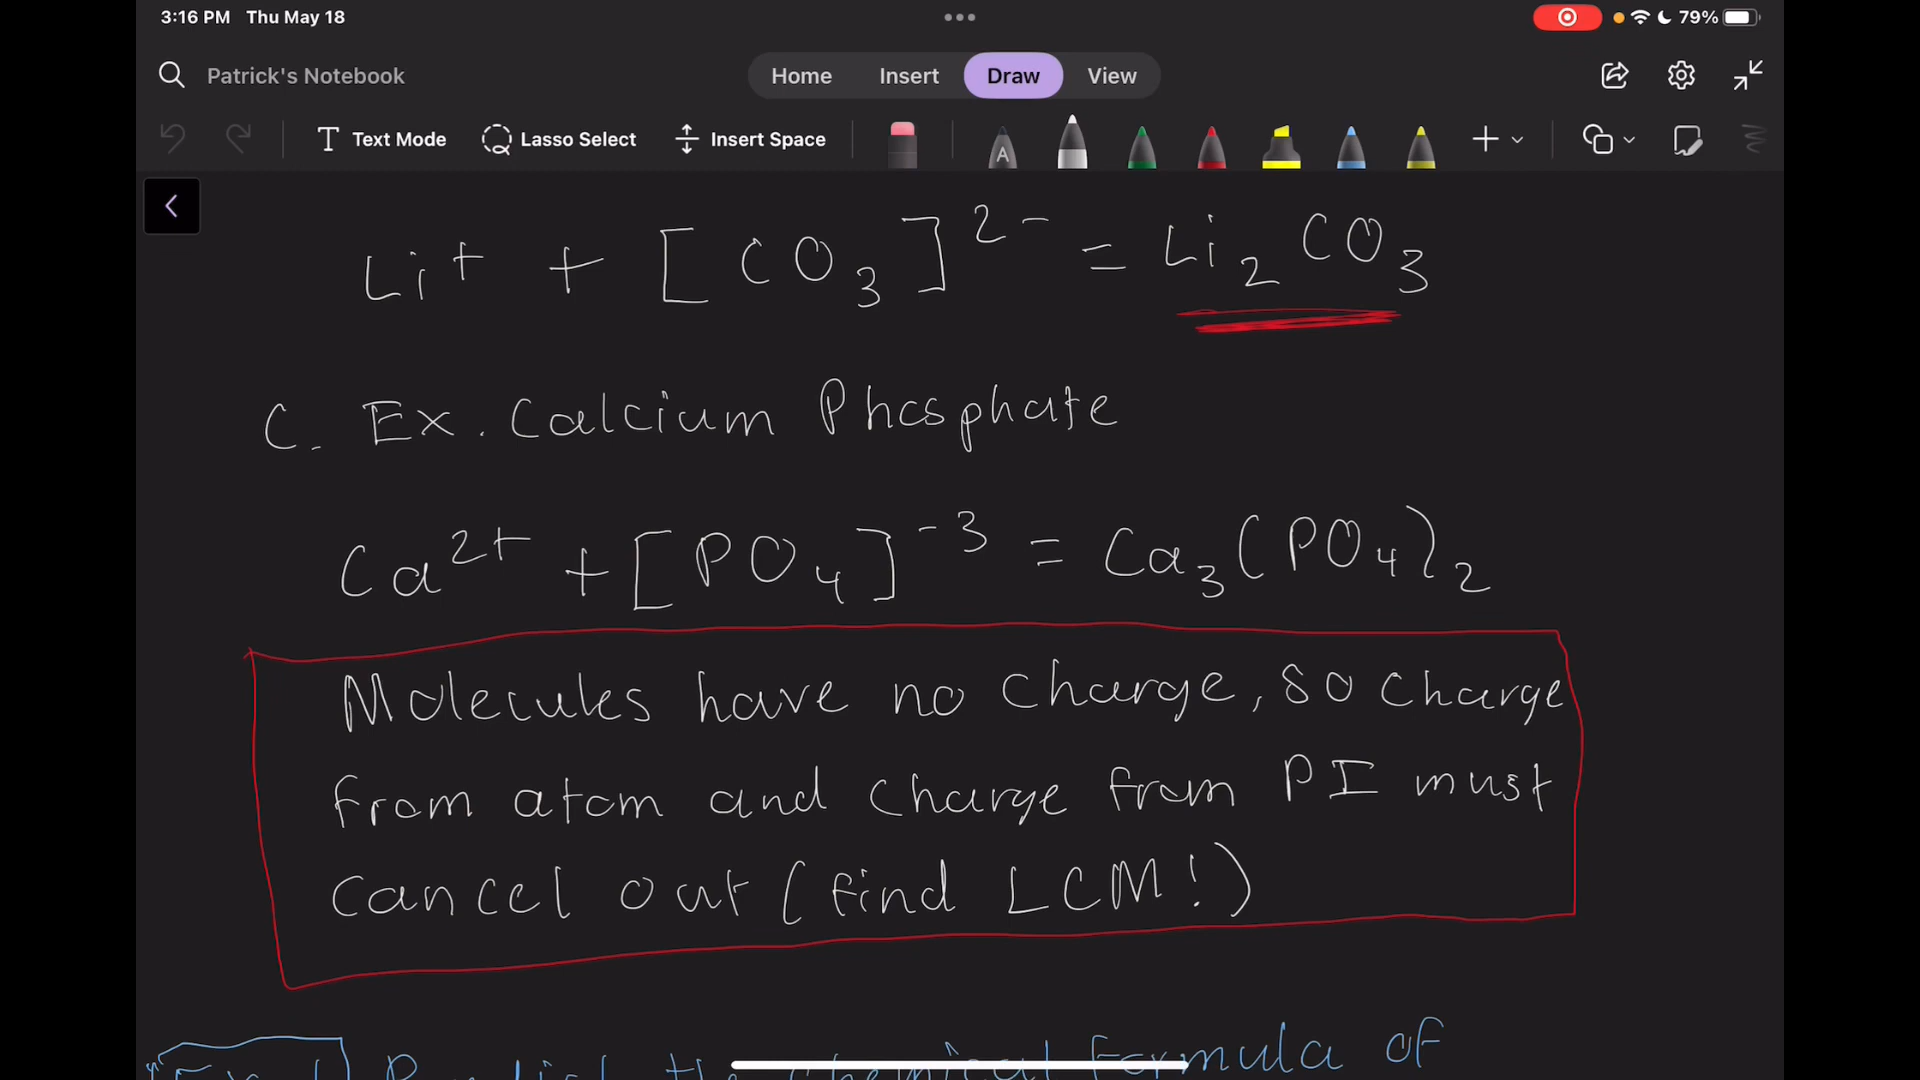 3:16 PM Thu May 18
79%
Patrick's Notebook
Home Insert Draw View
Text Mode Lasso Select Insert Space
A
Li⁺ + [CO₃]²⁻ = Li₂CO₃
C. Ex. Calcium Phosphate
Ca²⁺ + [PO₄]⁻³ = Ca₃(PO₄)₂
Molecules have no charge, so charge
from atom and charge from PI must
cancel out (find LCM!)
the chemical formula of